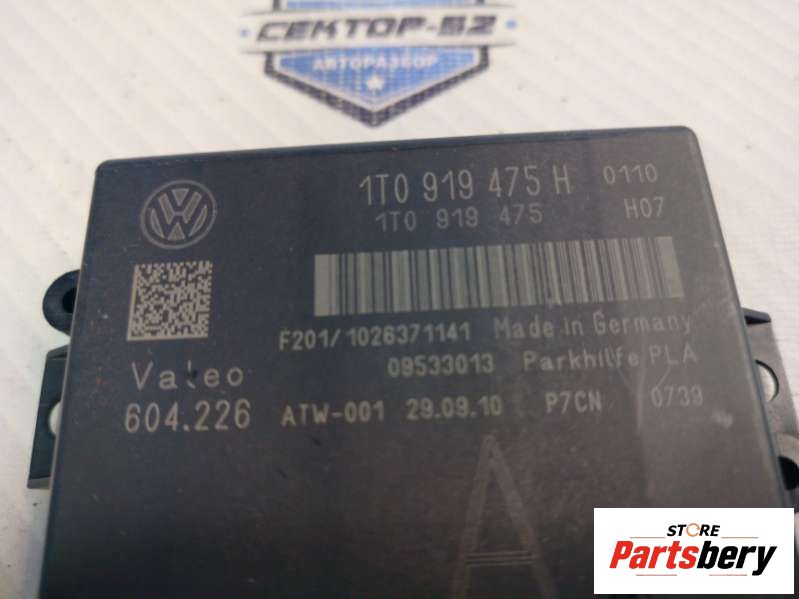 СЕКТОР-52
АВТОРАЗБОР
1T0 919 475 H 0110
1T0 919 475 H07
F201/1026371141 Made in Germany
09533013 Parkhilfe PLA
Valeo
604.226 ATW-001 29.09.10 P7CN 0739
A
STORE
Partsbery